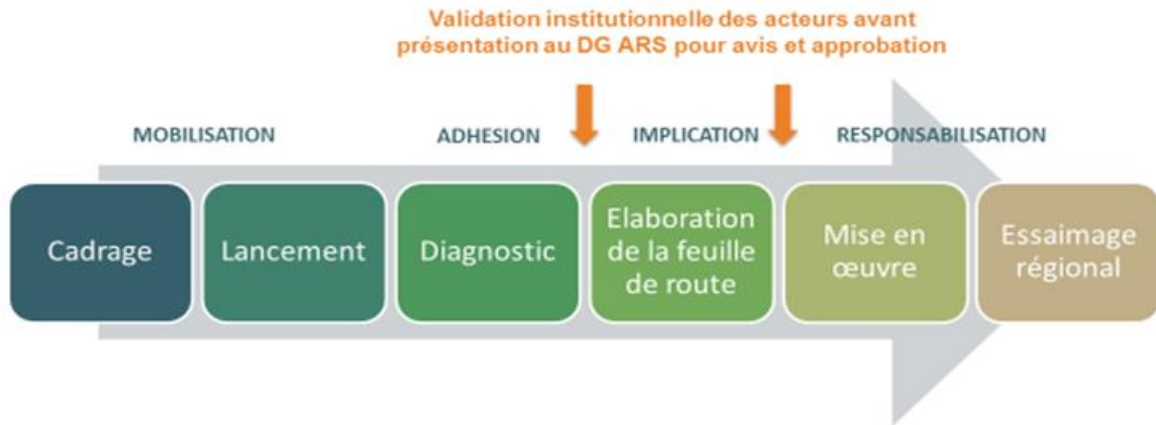 Validation institutionnelle des acteurs avant
présentation au DG ARS pour avis et approbation
MOBILISATION
ADHESION
IMPLICATION
RESPONSABILISATION
Cadrage
Lancement
Diagnostic
Elaboration
de la feuille
de route
Mise en
œuvre
Essaimage
régional